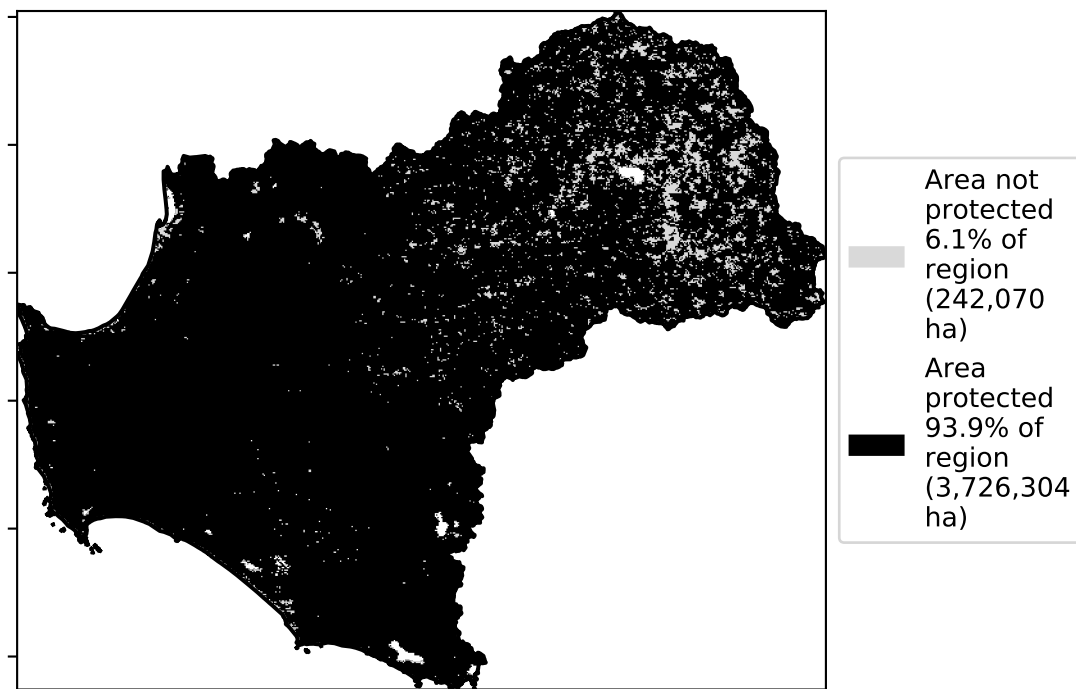 Area not
protected
6.1% of
region
(242,070
ha)
Area
protected
93.9% of
region
(3,726,304
ha)